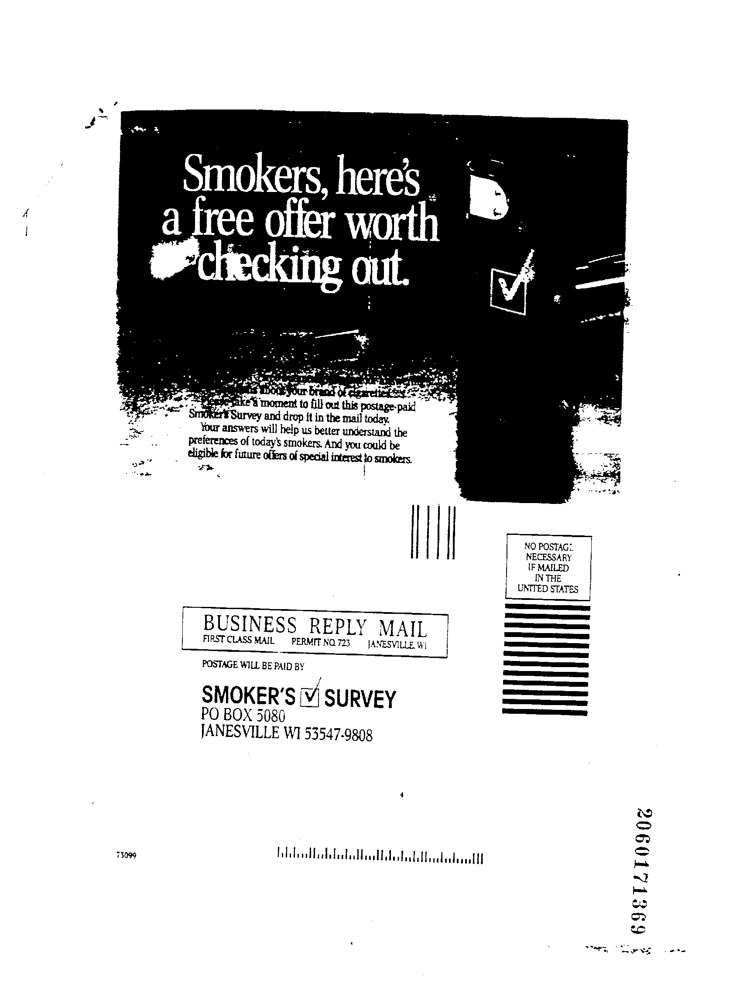 Smokers, here's
a free offer worth
checking out.
about your brand of cigarettes
take a moment to fill out this postage-paid
Smoker's Survey and drop it in the mail today.
Your answers will help us better understand the
preferences of today's smokers. And you could be
eligible for future offers of special interest to smokers.
NO POSTAGE
NECESSARY
IF MAILED
IN THE
UNITED STATES
BUSINESS REPLY MAIL
FIRST CLASS MAIL PERMIT NO. 723 JANESVILLE, WI
POSTAGE WILL BE PAID BY
SMOKER'S SURVEY
PO BOX 5080
JANESVILLE WI 53547-9808
73099
2060171369